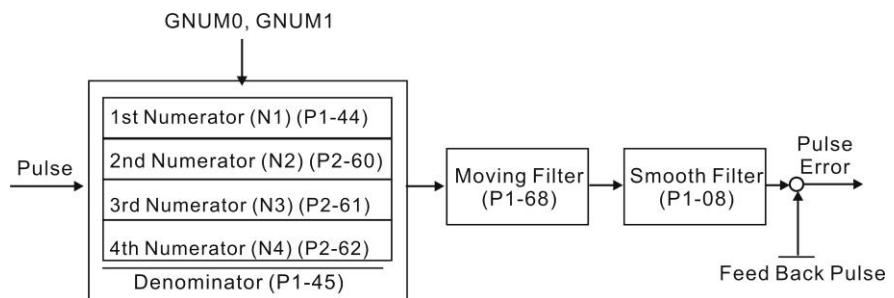 GNUM0, GNUM1
Pulse
1st Numerator (N1) (P1-44)
2nd Numerator (N2) (P2-60)
3rd Numerator (N3) (P2-61)
4th Numerator (N4) (P2-62)
Denominator (P1-45)
Moving Filter
(P1-68)
Smooth Filter
(P1-08)
Pulse
Error
Feed Back Pulse